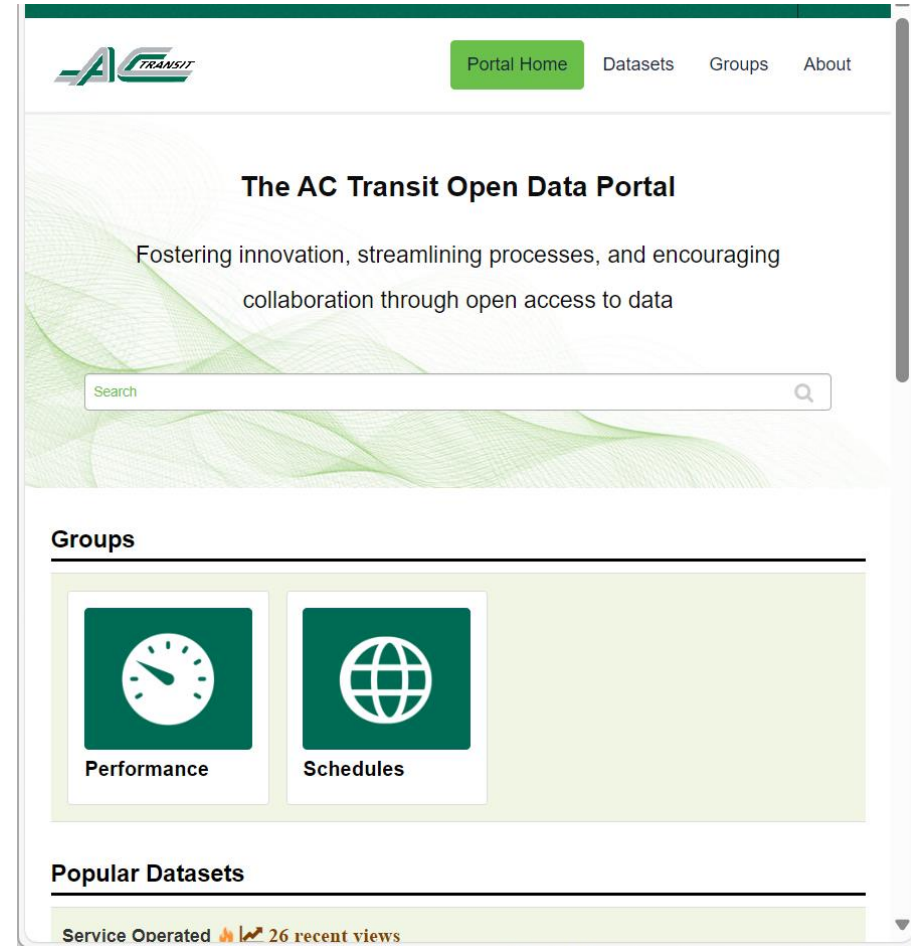 AC TRANSIT
Portal Home Datasets Groups About
The AC Transit Open Data Portal
Fostering innovation, streamlining processes, and encouraging
collaboration through open access to data
Search
Groups
Performance Schedules
Popular Datasets
Service Operated 🔥 26 recent views